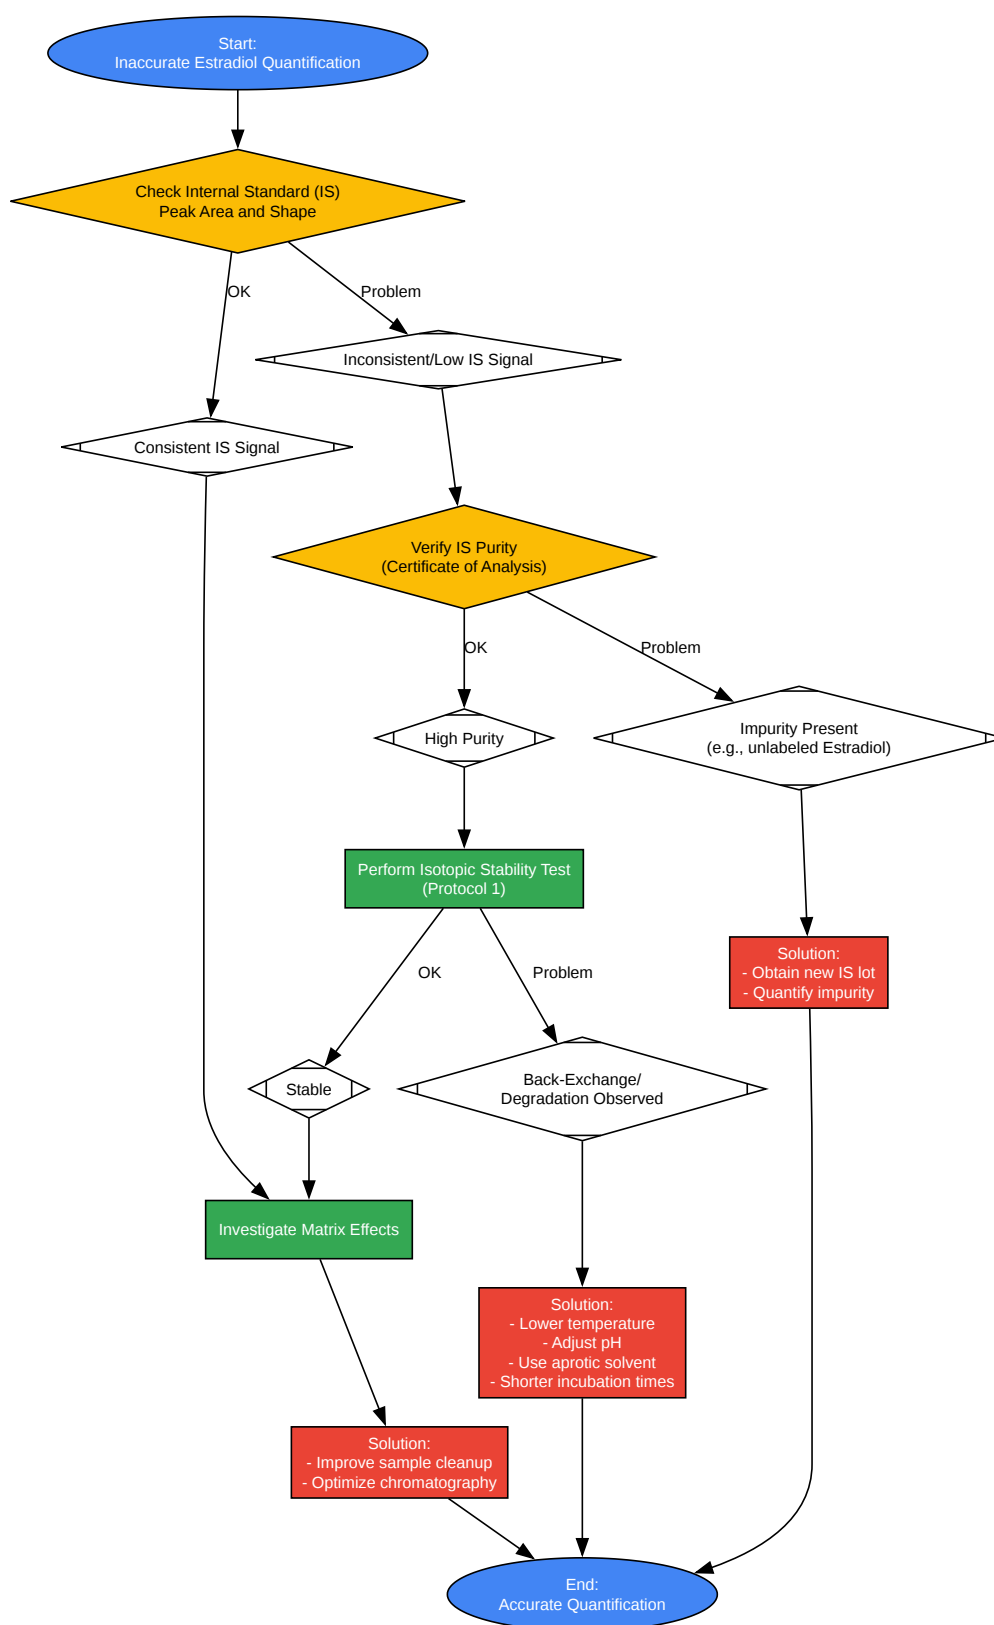 Start:
Inaccurate Estradiol Quantification
Check Internal Standard (IS)
Peak Area and Shape
OK
Problem
Inconsistent/Low IS Signal
Consistent IS Signal
Verify IS Purity
(Certificate of Analysis)
OK
Problem
High Purity
Impurity Present
(e.g., unlabeled Estradiol)
Perform Isotopic Stability Test
(Protocol 1)
Solution:
- Obtain new IS lot
- Quantify impurity
OK
Problem
Stable
Back-Exchange/
Degradation Observed
Investigate Matrix Effects
Solution:
- Lower temperature
- Adjust pH
- Use aprotic solvent
- Shorter incubation times
Solution:
- Improve sample cleanup
- Optimize chromatography
End:
Accurate Quantification